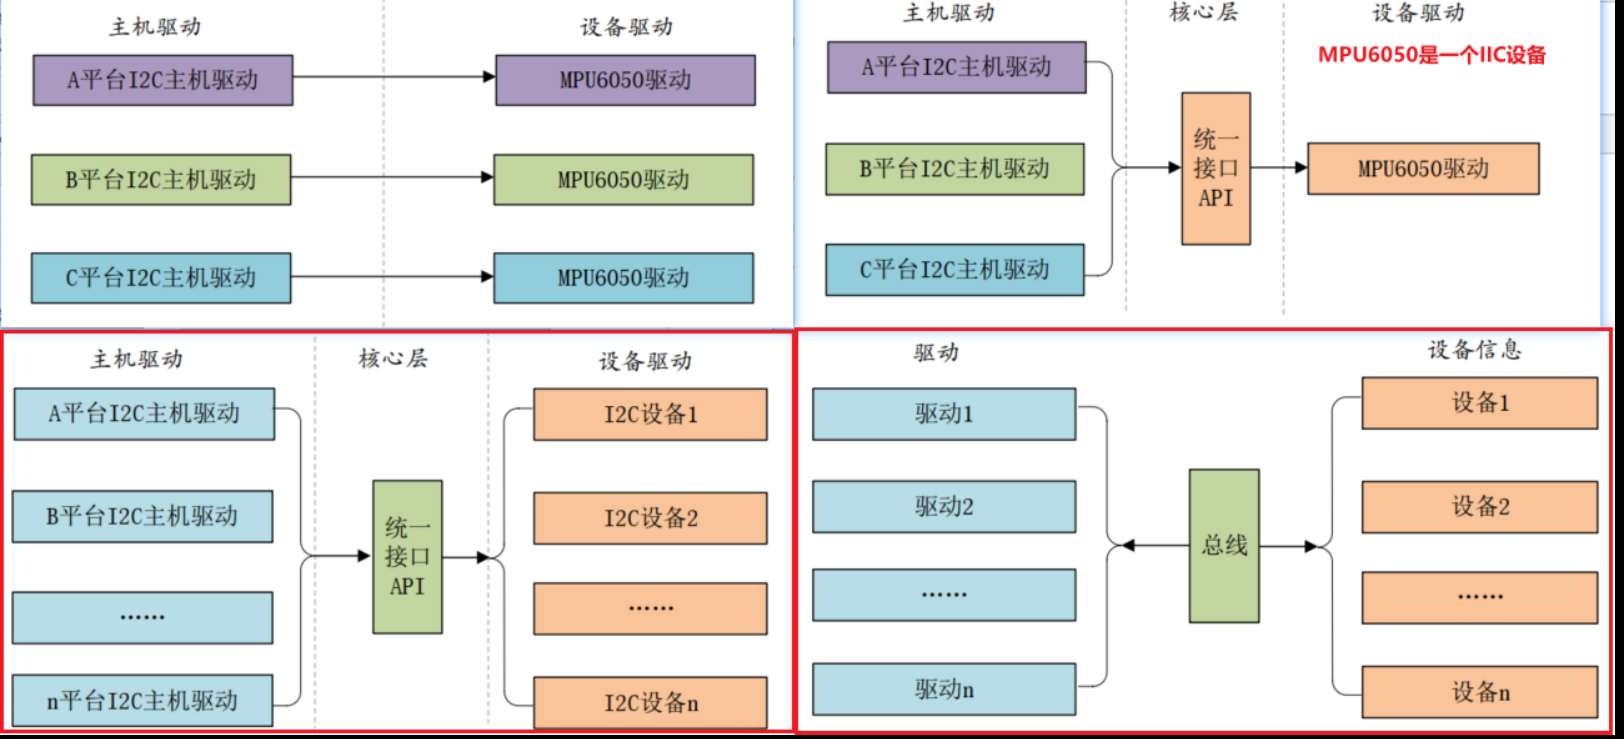 主机驱动
设备驱动
A平台I2C主机驱动
MPU6050驱动
B平台I2C主机驱动
MPU6050驱动
C平台I2C主机驱动
MPU6050驱动
主机驱动
核心层
设备驱动
MPU6050是一个IIC设备
A平台I2C主机驱动
B平台I2C主机驱动
C平台I2C主机驱动
统一
接口
API
MPU6050驱动
主机驱动
核心层
设备驱动
A平台I2C主机驱动
B平台I2C主机驱动
……
n平台I2C主机驱动
统一
接口
API
I2C设备1
I2C设备2
……
I2C设备n
驱动
设备信息
驱动1
驱动2
……
驱动n
总线
设备1
设备2
……
设备n